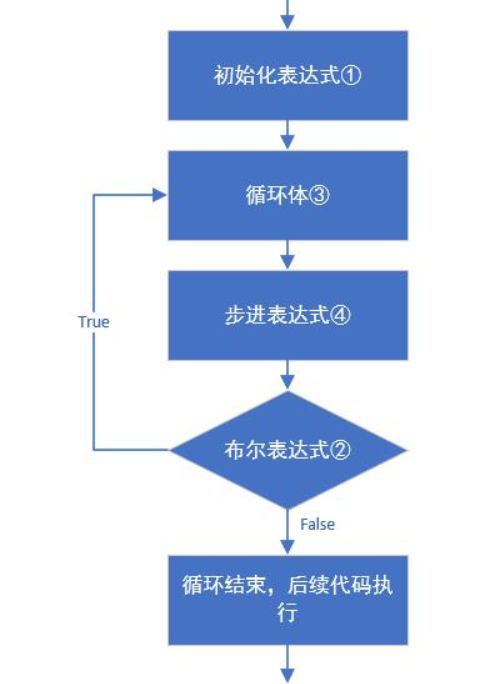 初始化表达式①
循环体③
步进表达式④
True
布尔表达式②
False
循环结束，后续代码执
行